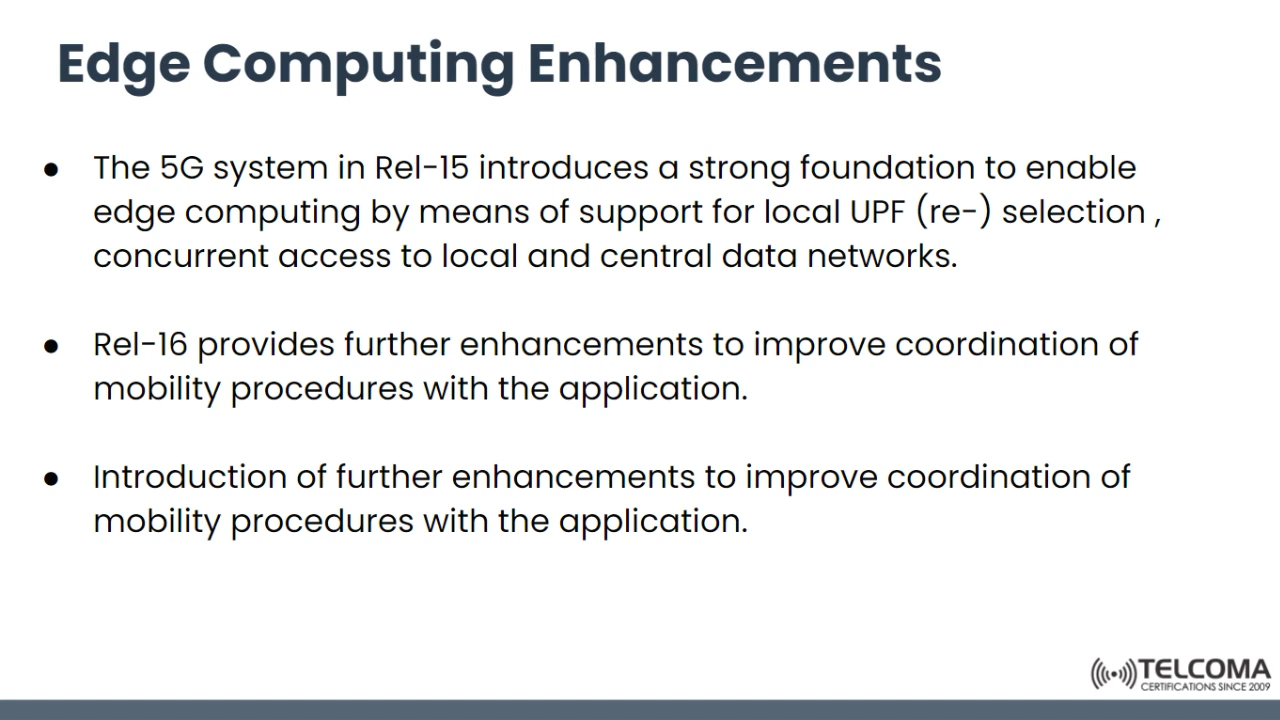 Edge Computing Enhancements
● The 5G system in Rel-15 introduces a strong foundation to enable
edge computing by means of support for local UPF (re-) selection ,
concurrent access to local and central data networks.
● Rel-16 provides further enhancements to improve coordination of
mobility procedures with the application.
● Introduction of further enhancements to improve coordination of
mobility procedures with the application.
TELCOMA
CERTIFICATIONS SINCE 2009